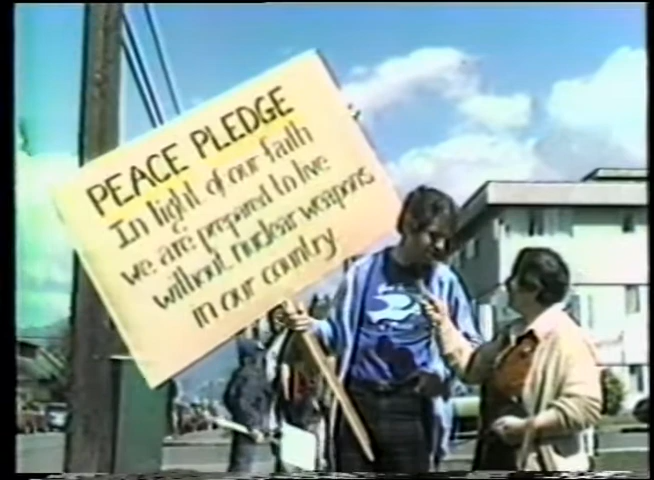 PEACE PLEDGE
In light of our faith
we are prepared to live
without nuclear weapons
in our country